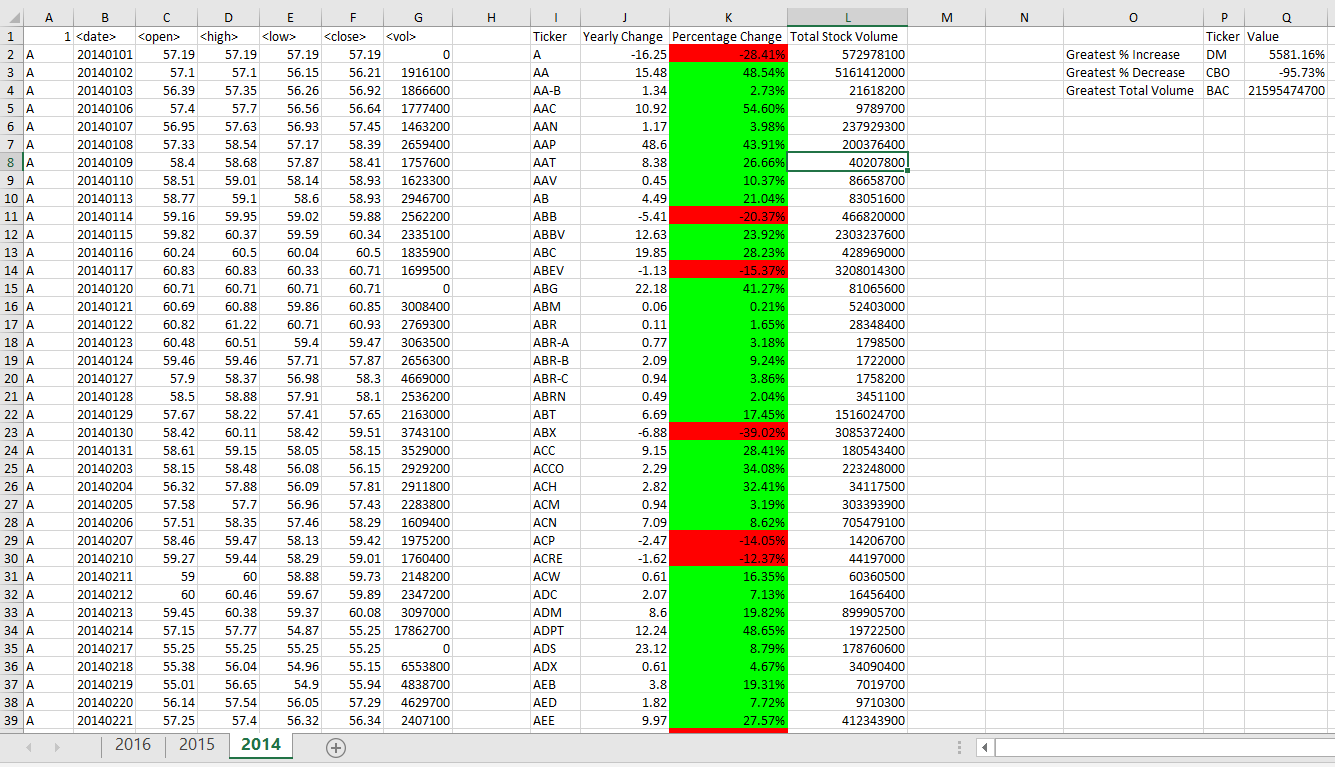 A B C D E F G H I J K L M N O P Q
1 1 <date> <open> <high> <low> <close> <vol> Ticker Yearly Change Percentage Change Total Stock Volume Ticker Value
2 A 20140101 57.19 57.19 57.19 57.19 0 A -16.25 -28.41% 572978100 Greatest % Increase DM 5581.16%
3 A 20140102 57.1 57.1 56.15 56.21 1916100 AA 15.48 48.54% 5161412000 Greatest % Decrease CBO -95.73%
4 A 20140103 56.39 57.35 56.26 56.92 1866600 AA-B 1.34 2.73% 21618200 Greatest Total Volume BAC 21595474700
5 A 20140106 57.4 57.7 56.56 56.64 1777400 AAC 10.92 54.60% 9789700
6 A 20140107 56.95 57.63 56.93 57.45 1463200 AAN 1.17 3.98% 237929300
7 A 20140108 57.33 58.54 57.17 58.39 2659400 AAP 48.6 43.91% 200376400
8 A 20140109 58.4 58.68 57.87 58.41 1757600 AAT 8.38 26.66% 40207800
9 A 20140110 58.51 59.01 58.14 58.93 1623300 AAV 0.45 10.37% 86658700
10 A 20140113 58.77 59.1 58.6 58.93 2946700 AB 4.49 21.04% 83051600
11 A 20140114 59.16 59.95 59.02 59.88 2562200 ABB -5.41 -20.37% 466820000
12 A 20140115 59.82 60.37 59.59 60.34 2335100 ABBV 12.63 23.92% 2303237600
13 A 20140116 60.24 60.5 60.04 60.5 1835900 ABC 19.85 28.23% 428969000
14 A 20140117 60.83 60.83 60.33 60.71 1699500 ABEV -1.13 -15.37% 3208014300
15 A 20140120 60.71 60.71 60.71 60.71 0 ABG 22.18 41.27% 81065600
16 A 20140121 60.69 60.88 59.86 60.85 3008400 ABM 0.06 0.21% 52403000
17 A 20140122 60.82 61.22 60.71 60.93 2769300 ABR 0.11 1.65% 28348400
18 A 20140123 60.48 60.51 59.4 59.47 3063500 ABR-A 0.77 3.18% 1798500
19 A 20140124 59.46 59.46 57.71 57.87 2656300 ABR-B 2.09 9.24% 1722000
20 A 20140127 57.9 58.37 56.98 58.3 4669000 ABR-C 0.94 3.86% 1758200
21 A 20140128 58.5 58.88 57.91 58.1 2536200 ABRN 0.49 2.04% 3451100
22 A 20140129 57.67 58.22 57.41 57.65 2163000 ABT 6.69 17.45% 1516024700
23 A 20140130 58.42 60.11 58.42 59.51 3743100 ABX -6.88 -39.02% 3085372400
24 A 20140131 58.61 59.15 58.05 58.15 3529000 ACC 9.15 28.41% 180543400
25 A 20140203 58.15 58.48 56.08 56.15 2929200 ACCO 2.29 34.08% 223248000
26 A 20140204 56.32 57.88 56.09 57.81 2911800 ACH 2.82 32.41% 34117500
27 A 20140205 57.58 57.7 56.96 57.43 2283800 ACM 0.94 3.19% 303393900
28 A 20140206 57.51 58.35 57.46 58.29 1609400 ACN 7.09 8.62% 705479100
29 A 20140207 58.46 59.47 58.13 59.42 1975200 ACP -2.47 -14.05% 14206700
30 A 20140210 59.27 59.44 58.29 59.01 1760400 ACRE -1.62 -12.37% 44197000
31 A 20140211 59 60 58.88 59.73 2148200 ACW 0.61 16.35% 60360500
32 A 20140212 60 60.46 59.67 59.89 2347200 ADC 2.07 7.13% 16456400
33 A 20140213 59.45 60.38 59.37 60.08 3097000 ADM 8.6 19.82% 899905700
34 A 20140214 57.15 57.77 54.87 55.25 17862700 ADPT 12.24 48.65% 19722500
35 A 20140217 55.25 55.25 55.25 55.25 0 ADS 23.12 8.79% 178760600
36 A 20140218 55.38 56.04 54.96 55.15 6553800 ADX 0.61 4.67% 34090400
37 A 20140219 55.01 56.65 54.9 55.94 4838700 AEB 3.8 19.31% 7019700
38 A 20140220 56.14 57.54 56.05 57.29 4629700 AED 1.82 7.72% 9710300
39 A 20140221 57.25 57.4 56.32 56.34 2407100 AEE 9.97 27.57% 412343900
2016 2015 2014